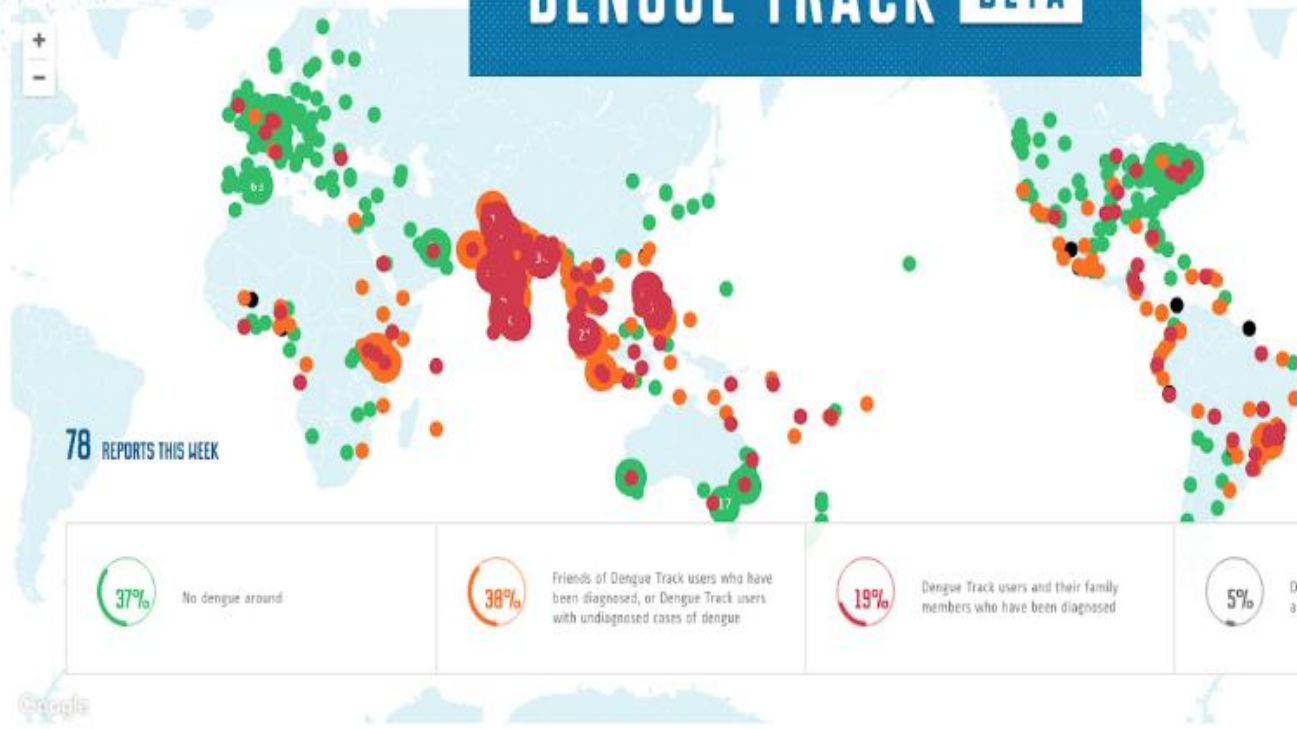 DENGUE TRACK BETA
+
−
63
17
78 REPORTS THIS WEEK
37%
No dengue around
38%
Friends of Dengue Track users who have
been diagnosed, or Dengue Track users
with undiagnosed cases of dengue
19%
Dengue Track users and their family
members who have been diagnosed
5%
Google